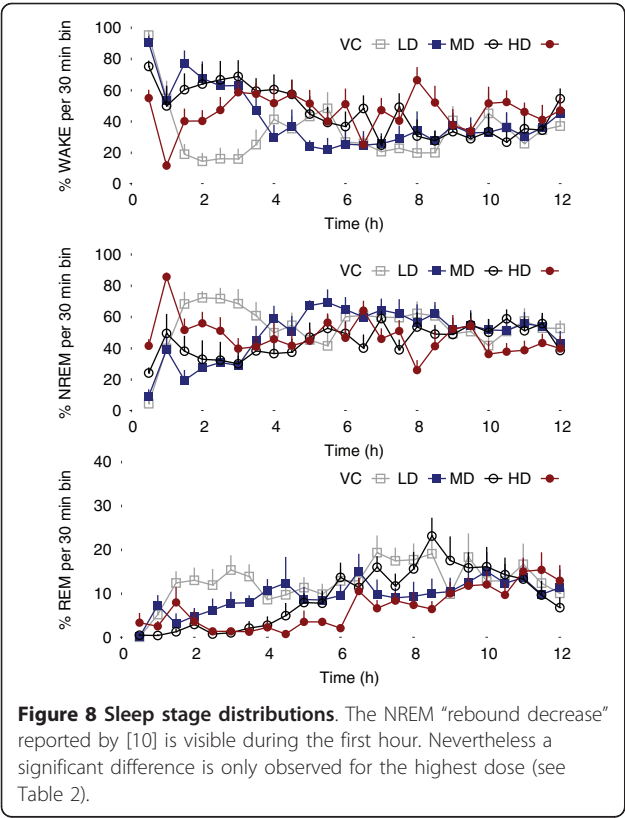 % WAKE per 30 min bin
100
80
60
40
20
0
VC LD MD HD
0 2 4 6 8 10 12
Time (h)
% NREM per 30 min bin
100
80
60
40
20
0
VC LD MD HD
0 2 4 6 8 10 12
Time (h)
% REM per 30 min bin
40
30
20
10
0
VC LD MD HD
0 2 4 6 8 10 12
Time (h)
Figure 8 Sleep stage distributions. The NREM “rebound decrease”
reported by [10] is visible during the first hour. Nevertheless a
significant difference is only observed for the highest dose (see
Table 2).